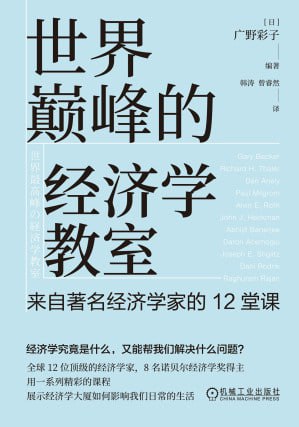 [日]
广野彩子
编著
韩涛 曾睿然
译
世界
巅峰的
经济学
教室
世界最高峰の経済学教室
Gary Becker
Richard H. Thaler
Dan Ariely
Paul Milgrom
Alvin E. Roth
John J. Heckman
Abhijit Banerjee
Daron Acemoglu
Joseph E. Stiglitz
Dani Rodrik
Raghuram Rajan
来自著名经济学家的 12 堂课
经济学究竟是什么，又能帮我们解决什么问题？
全球 12 位顶级的经济学家，8 名诺贝尔经济学奖得主
用一系列精彩的课程
展示经济学大厦如何影响我们日常的生活
机械工业出版社
CHINA MACHINE PRESS